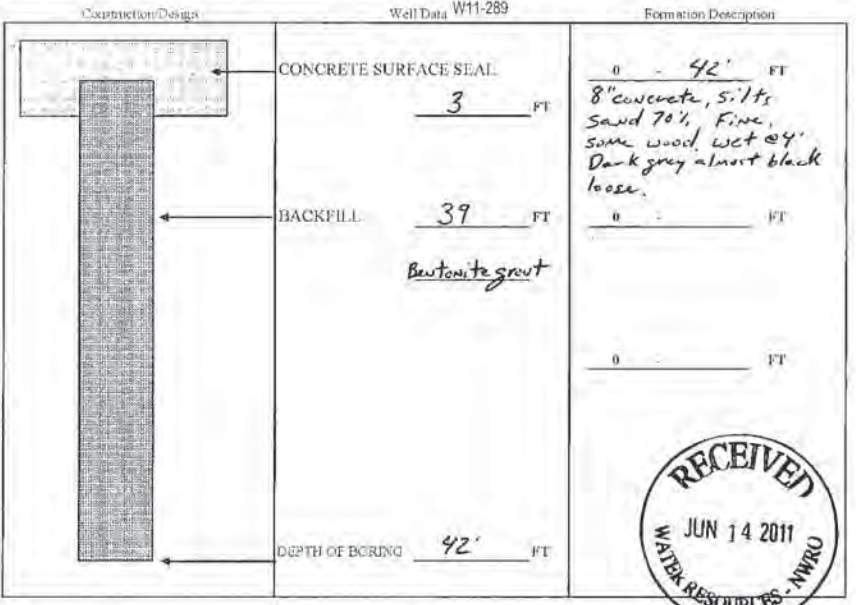 Construction/Design
Well Data W11-289
Formation Description
CONCRETE SURFACE SEAL
3 FT
BACKFILL 39 FT
Bentonite grout
DEPTH OF BORING 42' FT
0 - 42' FT
8" concrete, silts
sand 70%, Fine,
some wood, wet @4'
Dark grey almost black
loose.
0 - FT
0 - FT
RECEIVED
JUN 14 2011
WATER RESOURCES - NWRO